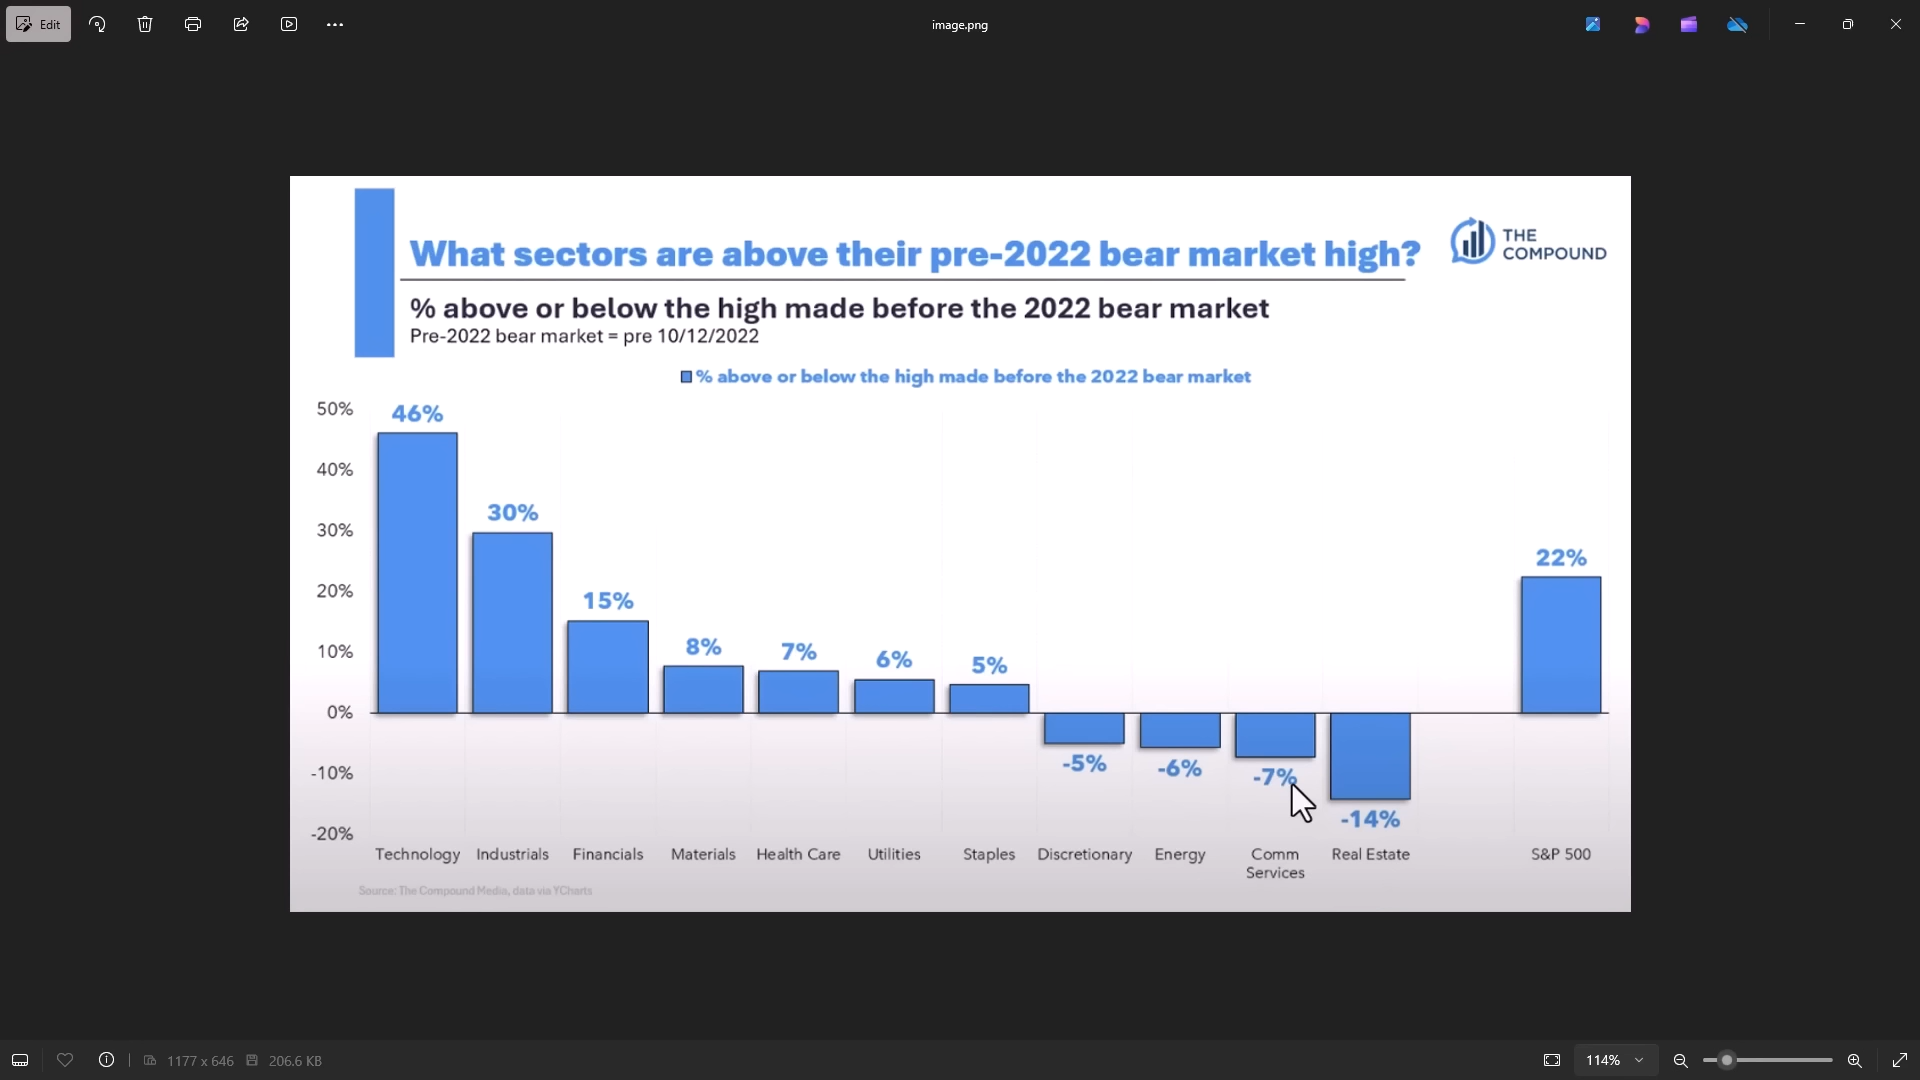 Edit
image.png
What sectors are above their pre-2022 bear market high?
THE
COMPOUND
% above or below the high made before the 2022 bear market
Pre-2022 bear market = pre 10/12/2022
% above or below the high made before the 2022 bear market
50%
40%
30%
20%
10%
0%
-10%
-20%
46%
30%
15%
8%
7%
6%
5%
-5%
-6%
-7%
-14%
22%
Technology
Industrials
Financials
Materials
Health Care
Utilities
Staples
Discretionary
Energy
Comm
Services
Real Estate
S&P 500
Source: The Compound Media, data via YCharts
1177 x 646
206.6 KB
114%